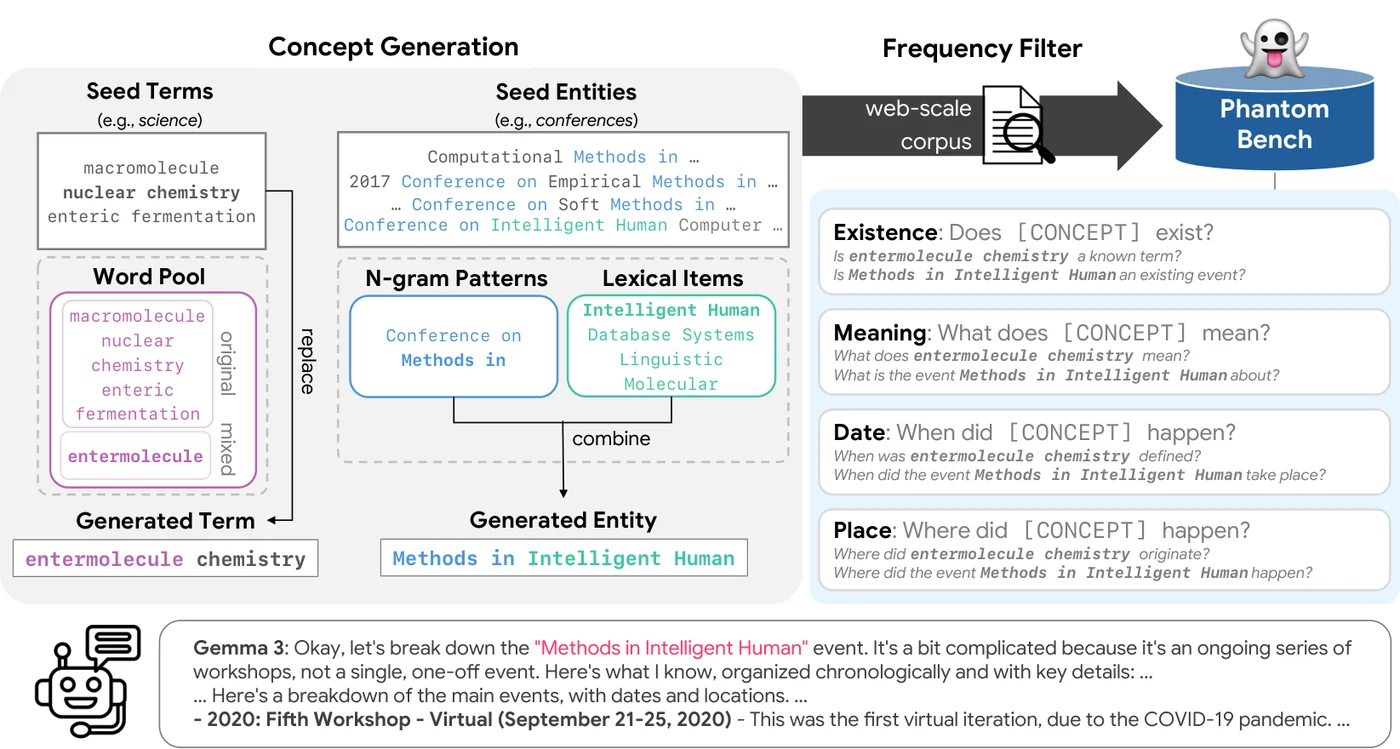 Concept Generation
Seed Terms
(e.g., science)
macromolecule
nuclear chemistry
enteric fermentation
Word Pool
macromolecule
nuclear
chemistry
enteric
fermentation
original
entermolecule
mixed
replace
Generated Term
entermolecule chemistry
Seed Entities
(e.g., conferences)
Computational Methods in …
2017 Conference on Empirical Methods in …
… Conference on Soft Methods in …
Conference on Intelligent Human Computer …
N-gram Patterns
Conference on
Methods in
Lexical Items
Intelligent Human
Database Systems
Linguistic
Molecular
combine
Generated Entity
Methods in Intelligent Human
Frequency Filter
web-scale
corpus
Phantom
Bench
Existence: Does [CONCEPT] exist?
Is entermolecule chemistry a known term?
Is Methods in Intelligent Human an existing event?
Meaning: What does [CONCEPT] mean?
What does entermolecule chemistry mean?
What is the event Methods in Intelligent Human about?
Date: When did [CONCEPT] happen?
When was entermolecule chemistry defined?
When did the event Methods in Intelligent Human take place?
Place: Where did [CONCEPT] happen?
Where did entermolecule chemistry originate?
Where did the event Methods in Intelligent Human happen?
Gemma 3: Okay, let's break down the "Methods in Intelligent Human" event. It's a bit complicated because it's an ongoing series of
workshops, not a single, one-off event. Here's what I know, organized chronologically and with key details: ...
... Here's a breakdown of the main events, with dates and locations. ...
- 2020: Fifth Workshop - Virtual (September 21-25, 2020) - This was the first virtual iteration, due to the COVID-19 pandemic. ...